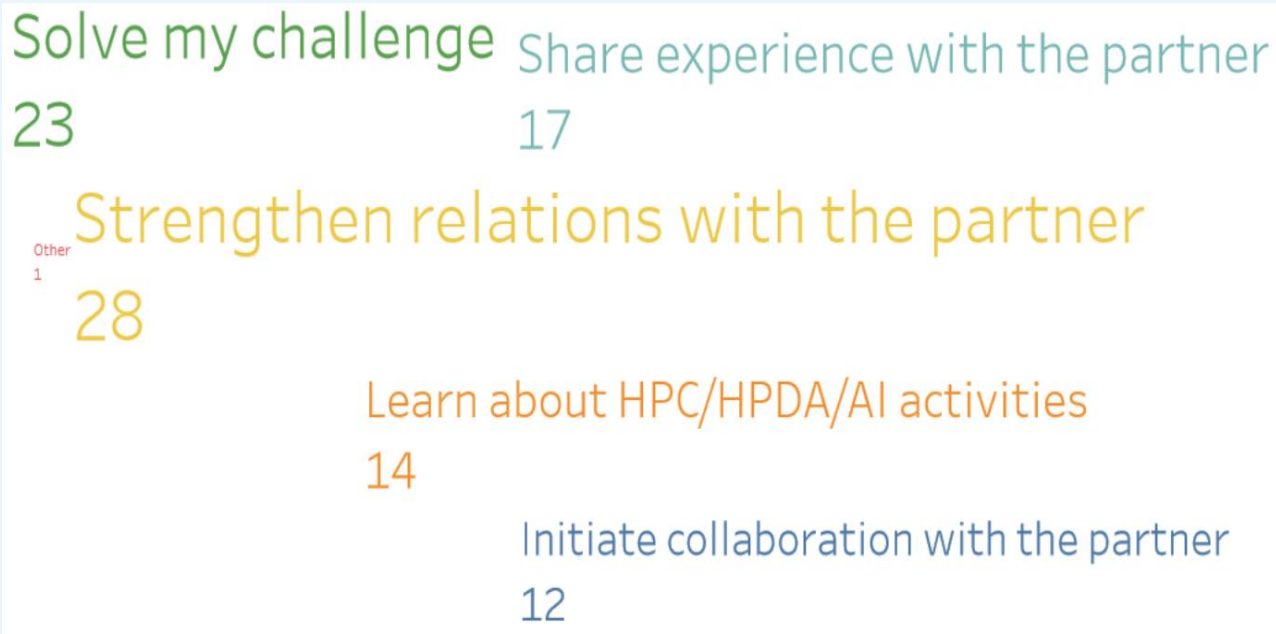 Solve my challenge
23
Share experience with the partner
17
Strengthen relations with the partner
28
Other
1
Learn about HPC/HPDA/AI activities
14
Initiate collaboration with the partner
12